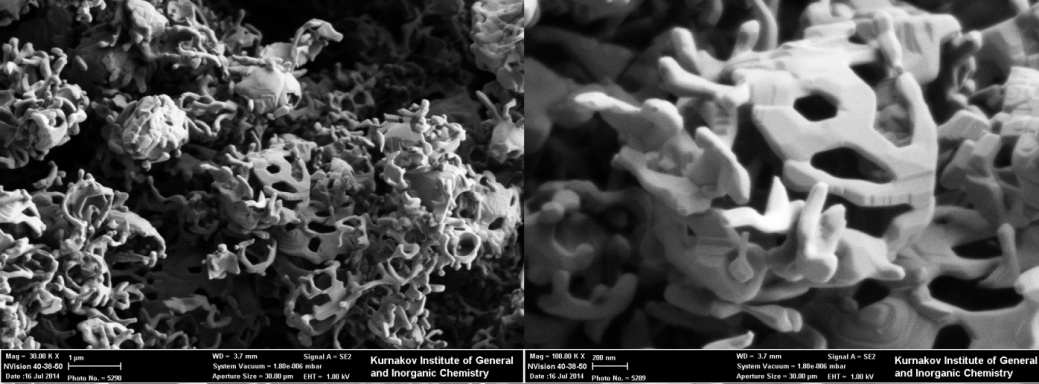 Mag = 30.00 K X
1 µm
WD = 3.7 mm
Signal A = SE2
Kurnakov Institute of General
NVision 40-38-50
System Vacuum = 1.80e-006 mbar
and Inorganic Chemistry
Date :16 Jul 2014
Photo No. = 5290
Aperture Size = 30.00 µm
EHT = 1.00 kV
Mag = 100.00 K X
200 nm
WD = 3.7 mm
Signal A = SE2
Kurnakov Institute of General
NVision 40-38-50
System Vacuum = 1.80e-006 mbar
and Inorganic Chemistry
Date :16 Jul 2014
Photo No. = 5289
Aperture Size = 30.00 µm
EHT = 1.00 kV